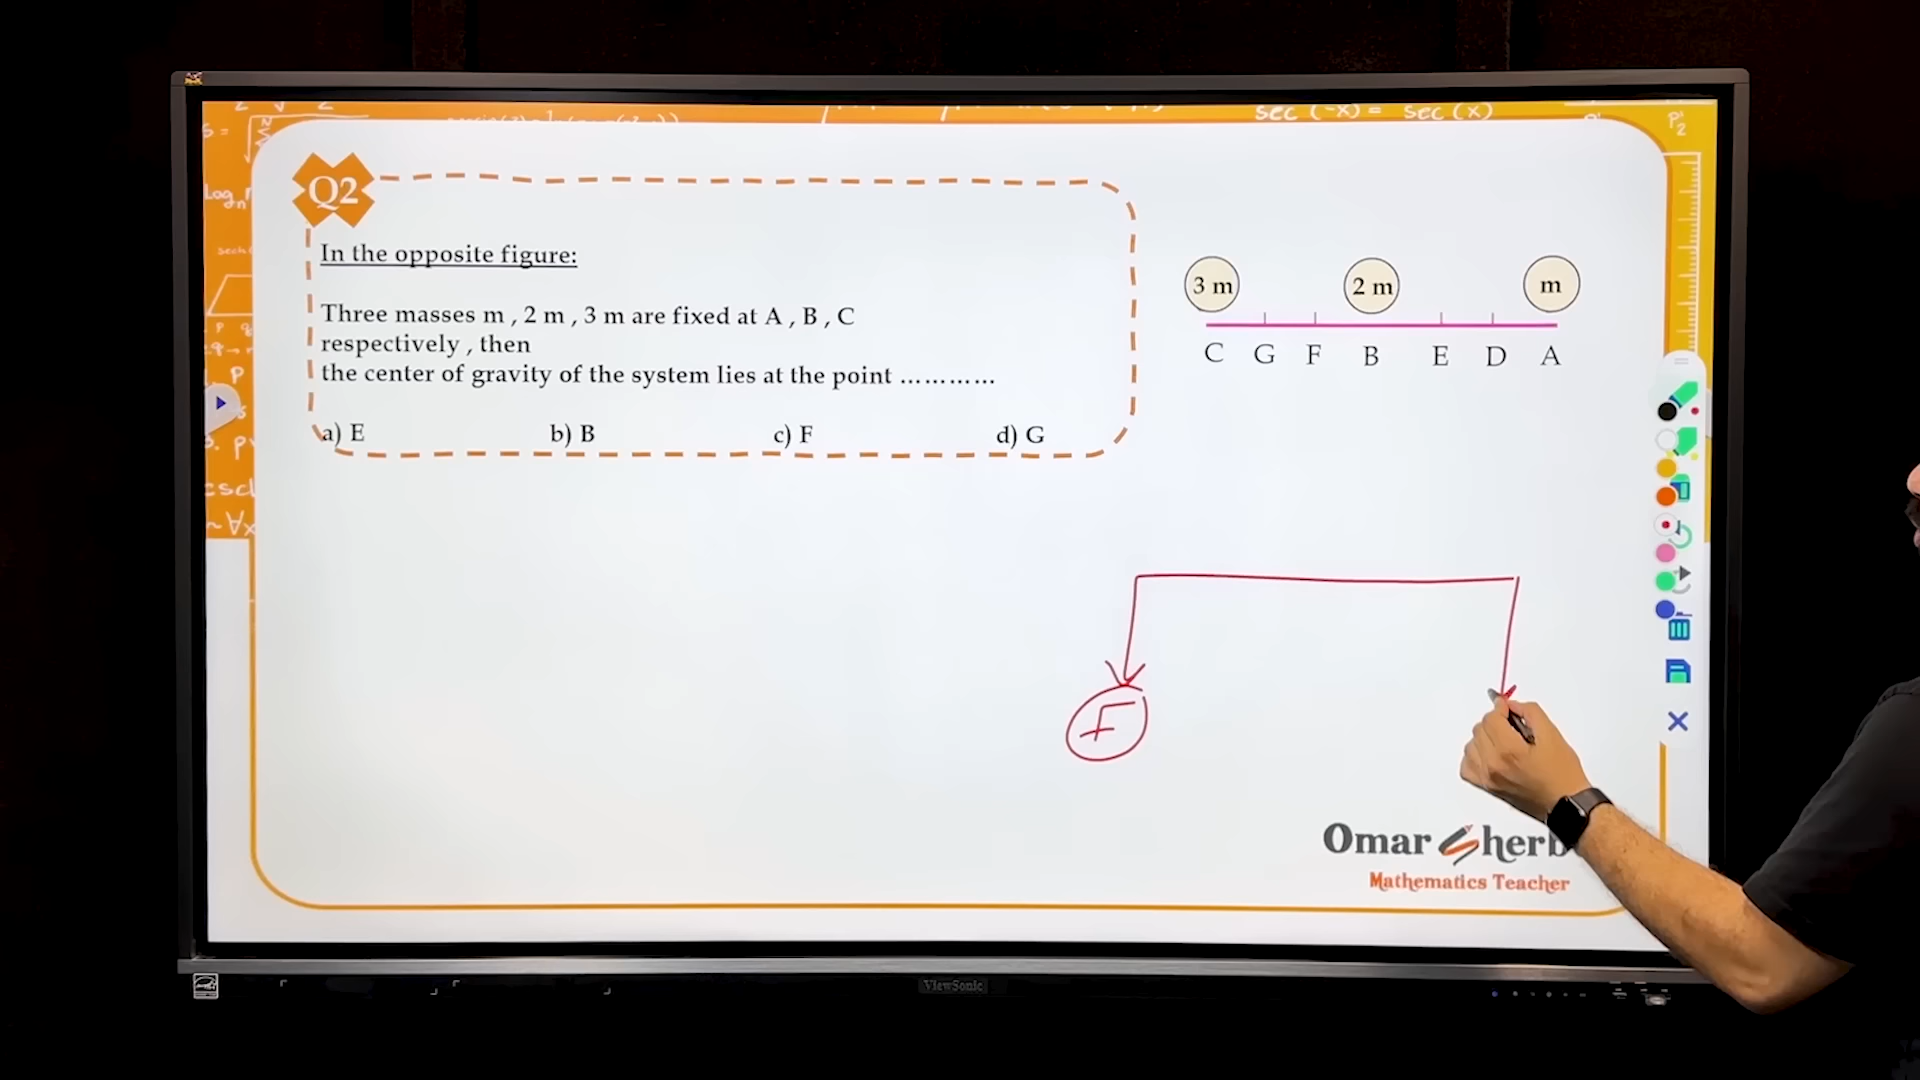 sec (-x) = sec (x)
Q2
In the opposite figure:
Three masses m , 2 m , 3 m are fixed at A , B , C
respectively , then
the center of gravity of the system lies at the point …………
a) E b) B c) F d) G
3 m 2 m m
C G F B E D A
F
Omar Sherb
Mathematics Teacher
ViewSonic